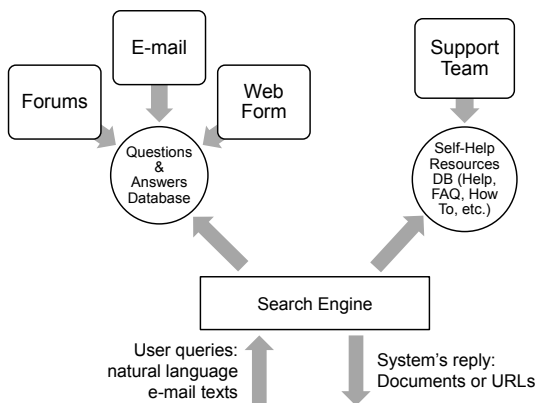 E-mail
Forums
Web
Form
Support
Team
Questions
&
Answers
Database
Self-Help
Resources
DB (Help,
FAQ, How
To, etc.)
Search Engine
User queries:
natural language
e-mail texts
System's reply:
Documents or URLs